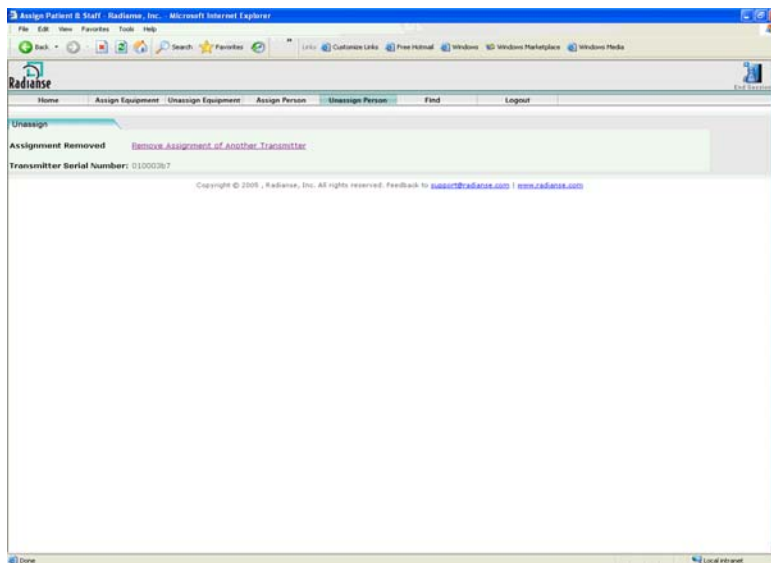 Assign Patient & Staff - Radianse, Inc. - Microsoft Internet Explorer
File Edit View Favorites Tools Help
Back Search Favorites Links Customize Links Free Hotmail Windows Windows Marketplace Windows Media
Radianse
End Session
Home Assign Equipment Unassign Equipment Assign Person Unassign Person Find Logout
Unassign
Assignment Removed Remove Assignment of Another Transmitter
Transmitter Serial Number: 010003b7
Copyright © 2005 , Radianse, Inc. All rights reserved. Feedback to support@radianse.com | www.radianse.com
Done Local intranet